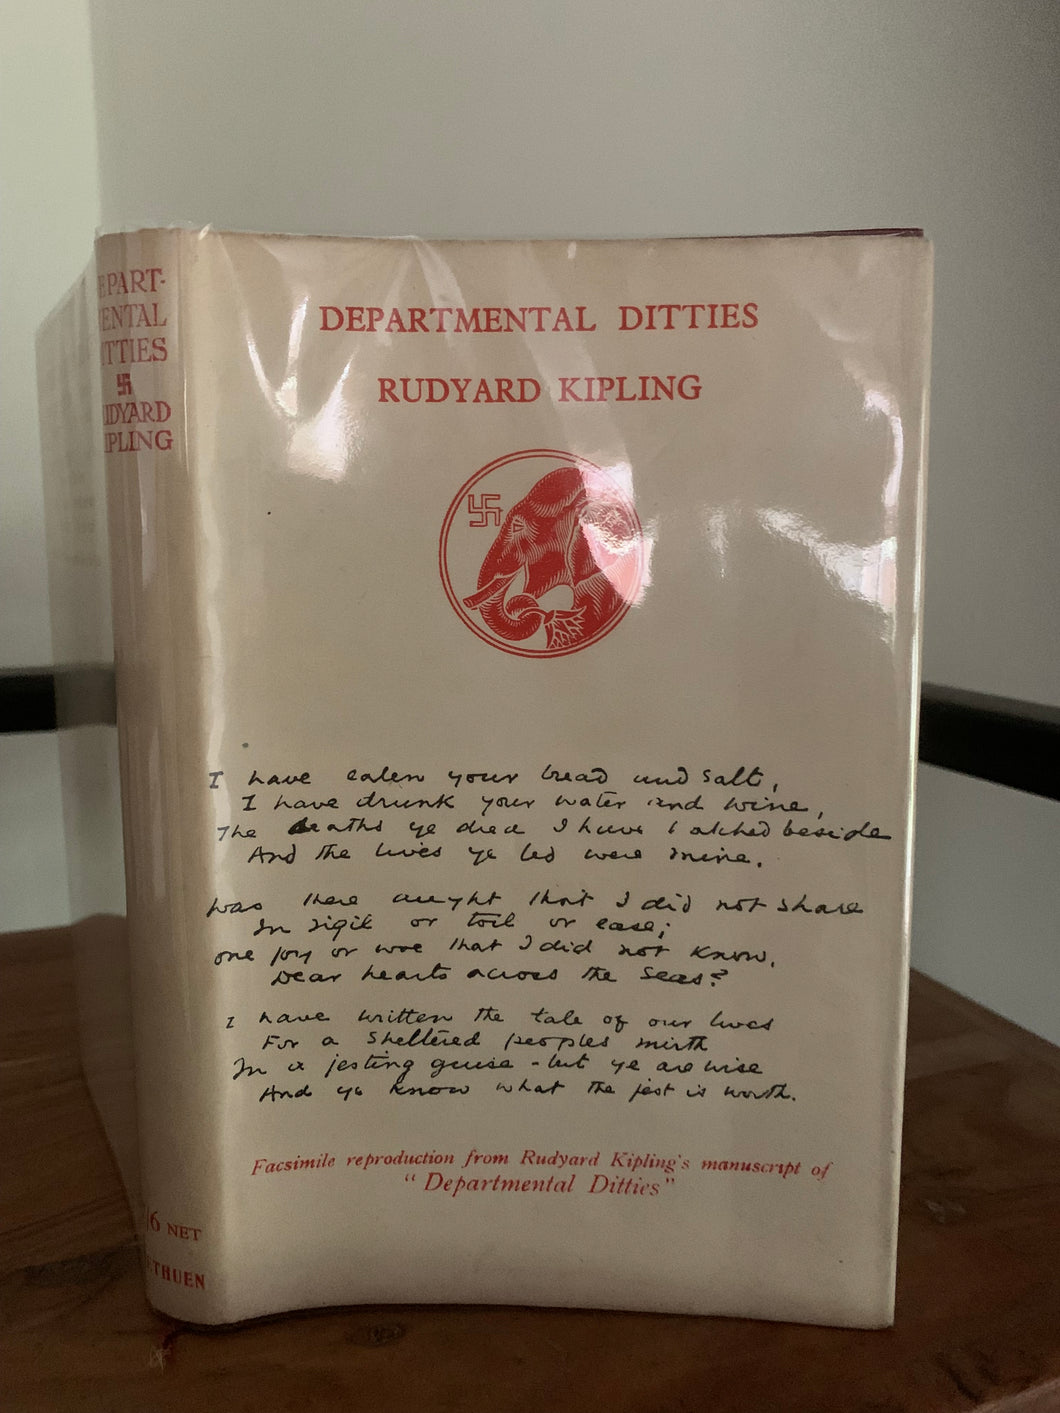 EPART-
ENTAL
ITTIES
UDYARD
IPLING
/6 NET
ETHUEN
DEPARTMENTAL DITTIES
RUDYARD KIPLING
I have eaten your bread and salt,
I have drunk your water and wine,
The deaths ye died I have watched beside
And the lives ye led were mine.
Was there aught that I did not share
In vigil or toil or ease;
One joy or woe that I did not know,
Dear hearts across the seas?
I have written the tale of our lives
For a sheltered peoples mirth
In a jesting guise - but ye are wise
And ye know what the jest is worth.
Facsimile reproduction from Rudyard Kipling's manuscript of
"Departmental Ditties"